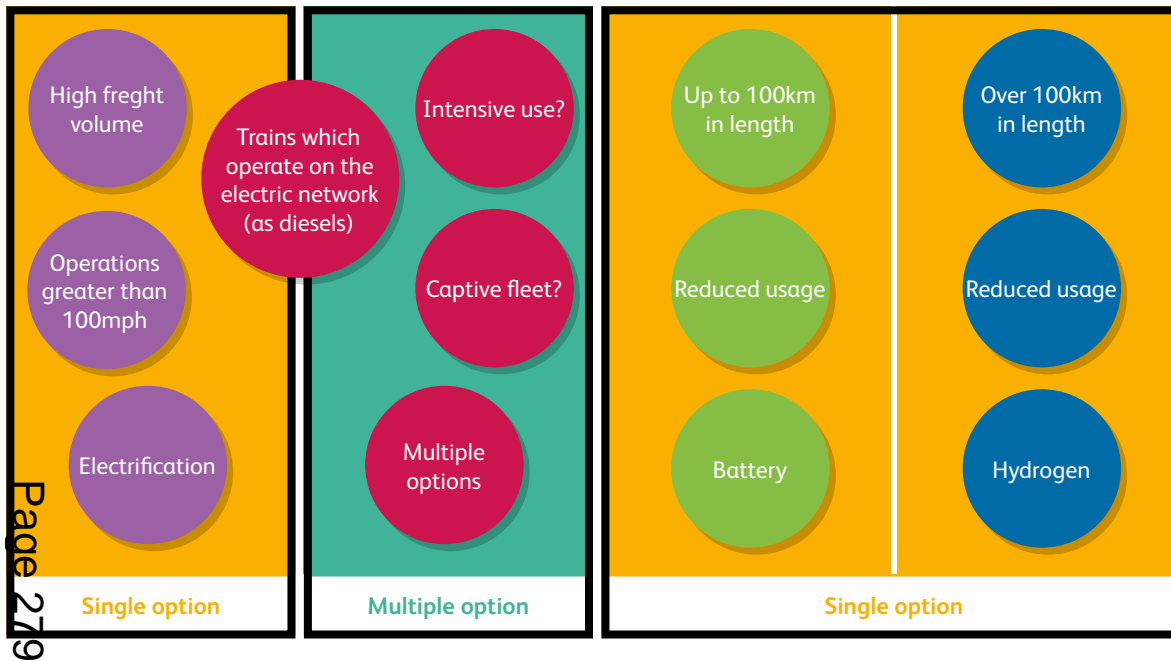 High freght
volume
Operations
greater than
100mph
Electrification
Single option
Trains which
operate on the
electric network
(as diesels)
Intensive use?
Captive fleet?
Multiple
options
Multiple option
Up to 100km
in length
Reduced usage
Battery
Over 100km
in length
Reduced usage
Hydrogen
Single option
Page 279